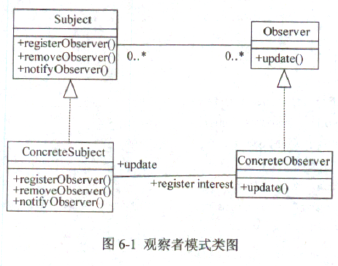 Subject
+registerObserver()
+removeObserver()
+notifyObserver()
0..*
0..*
Observer
+update()
ConcreteSubject
+registerObserver()
+removeObserver()
+notifyObserver()
+update
+register interest
ConcreteObserver
+update()
图 6-1 观察者模式类图